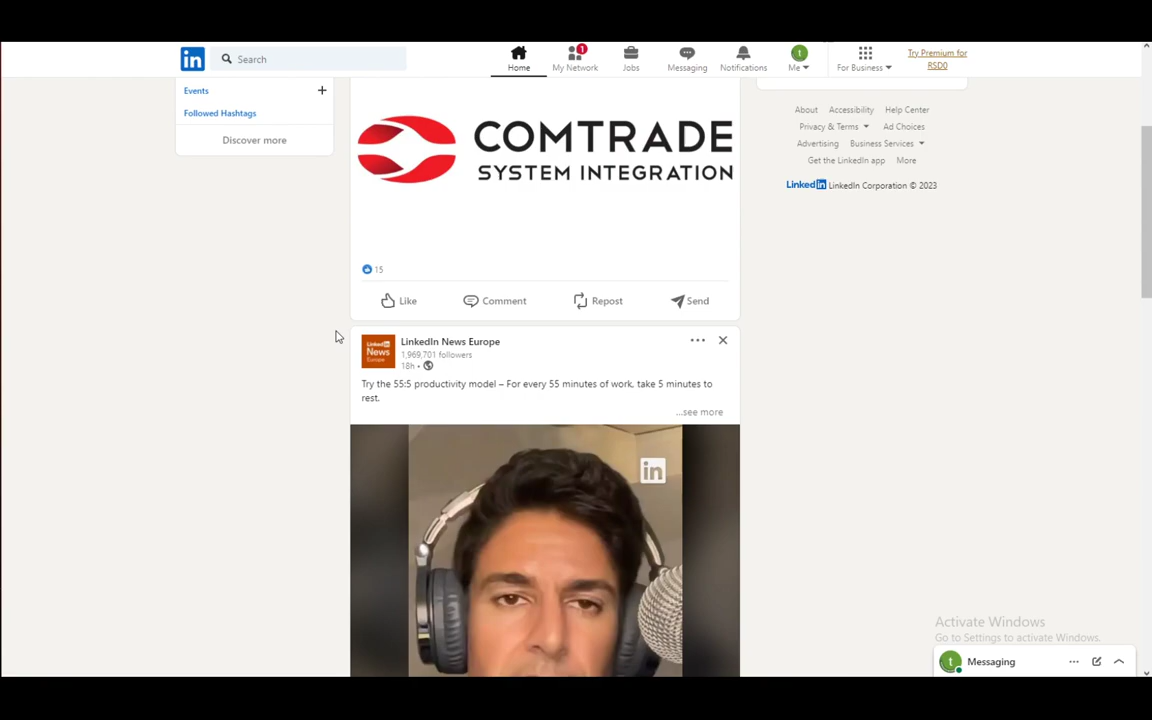 in
Search
Home
My Network
1
Jobs
Messaging
Notifications
t
Me
For Business
Try Premium for
RSD0
Events
+
Followed Hashtags
Discover more
COMTRADE
SYSTEM INTEGRATION
15
Like
Comment
Repost
Send
About Accessibility Help Center
Privacy & Terms Ad Choices
Advertising Business Services
Get the LinkedIn app More
LinkedIn LinkedIn Corporation © 2023
LinkedIn
News
Europe
LinkedIn News Europe
1,969,701 followers
18h •
Try the 55:5 productivity model – For every 55 minutes of work, take 5 minutes to
rest.
...see more
in
Activate Windows
Go to Settings to activate Windows.
t
Messaging